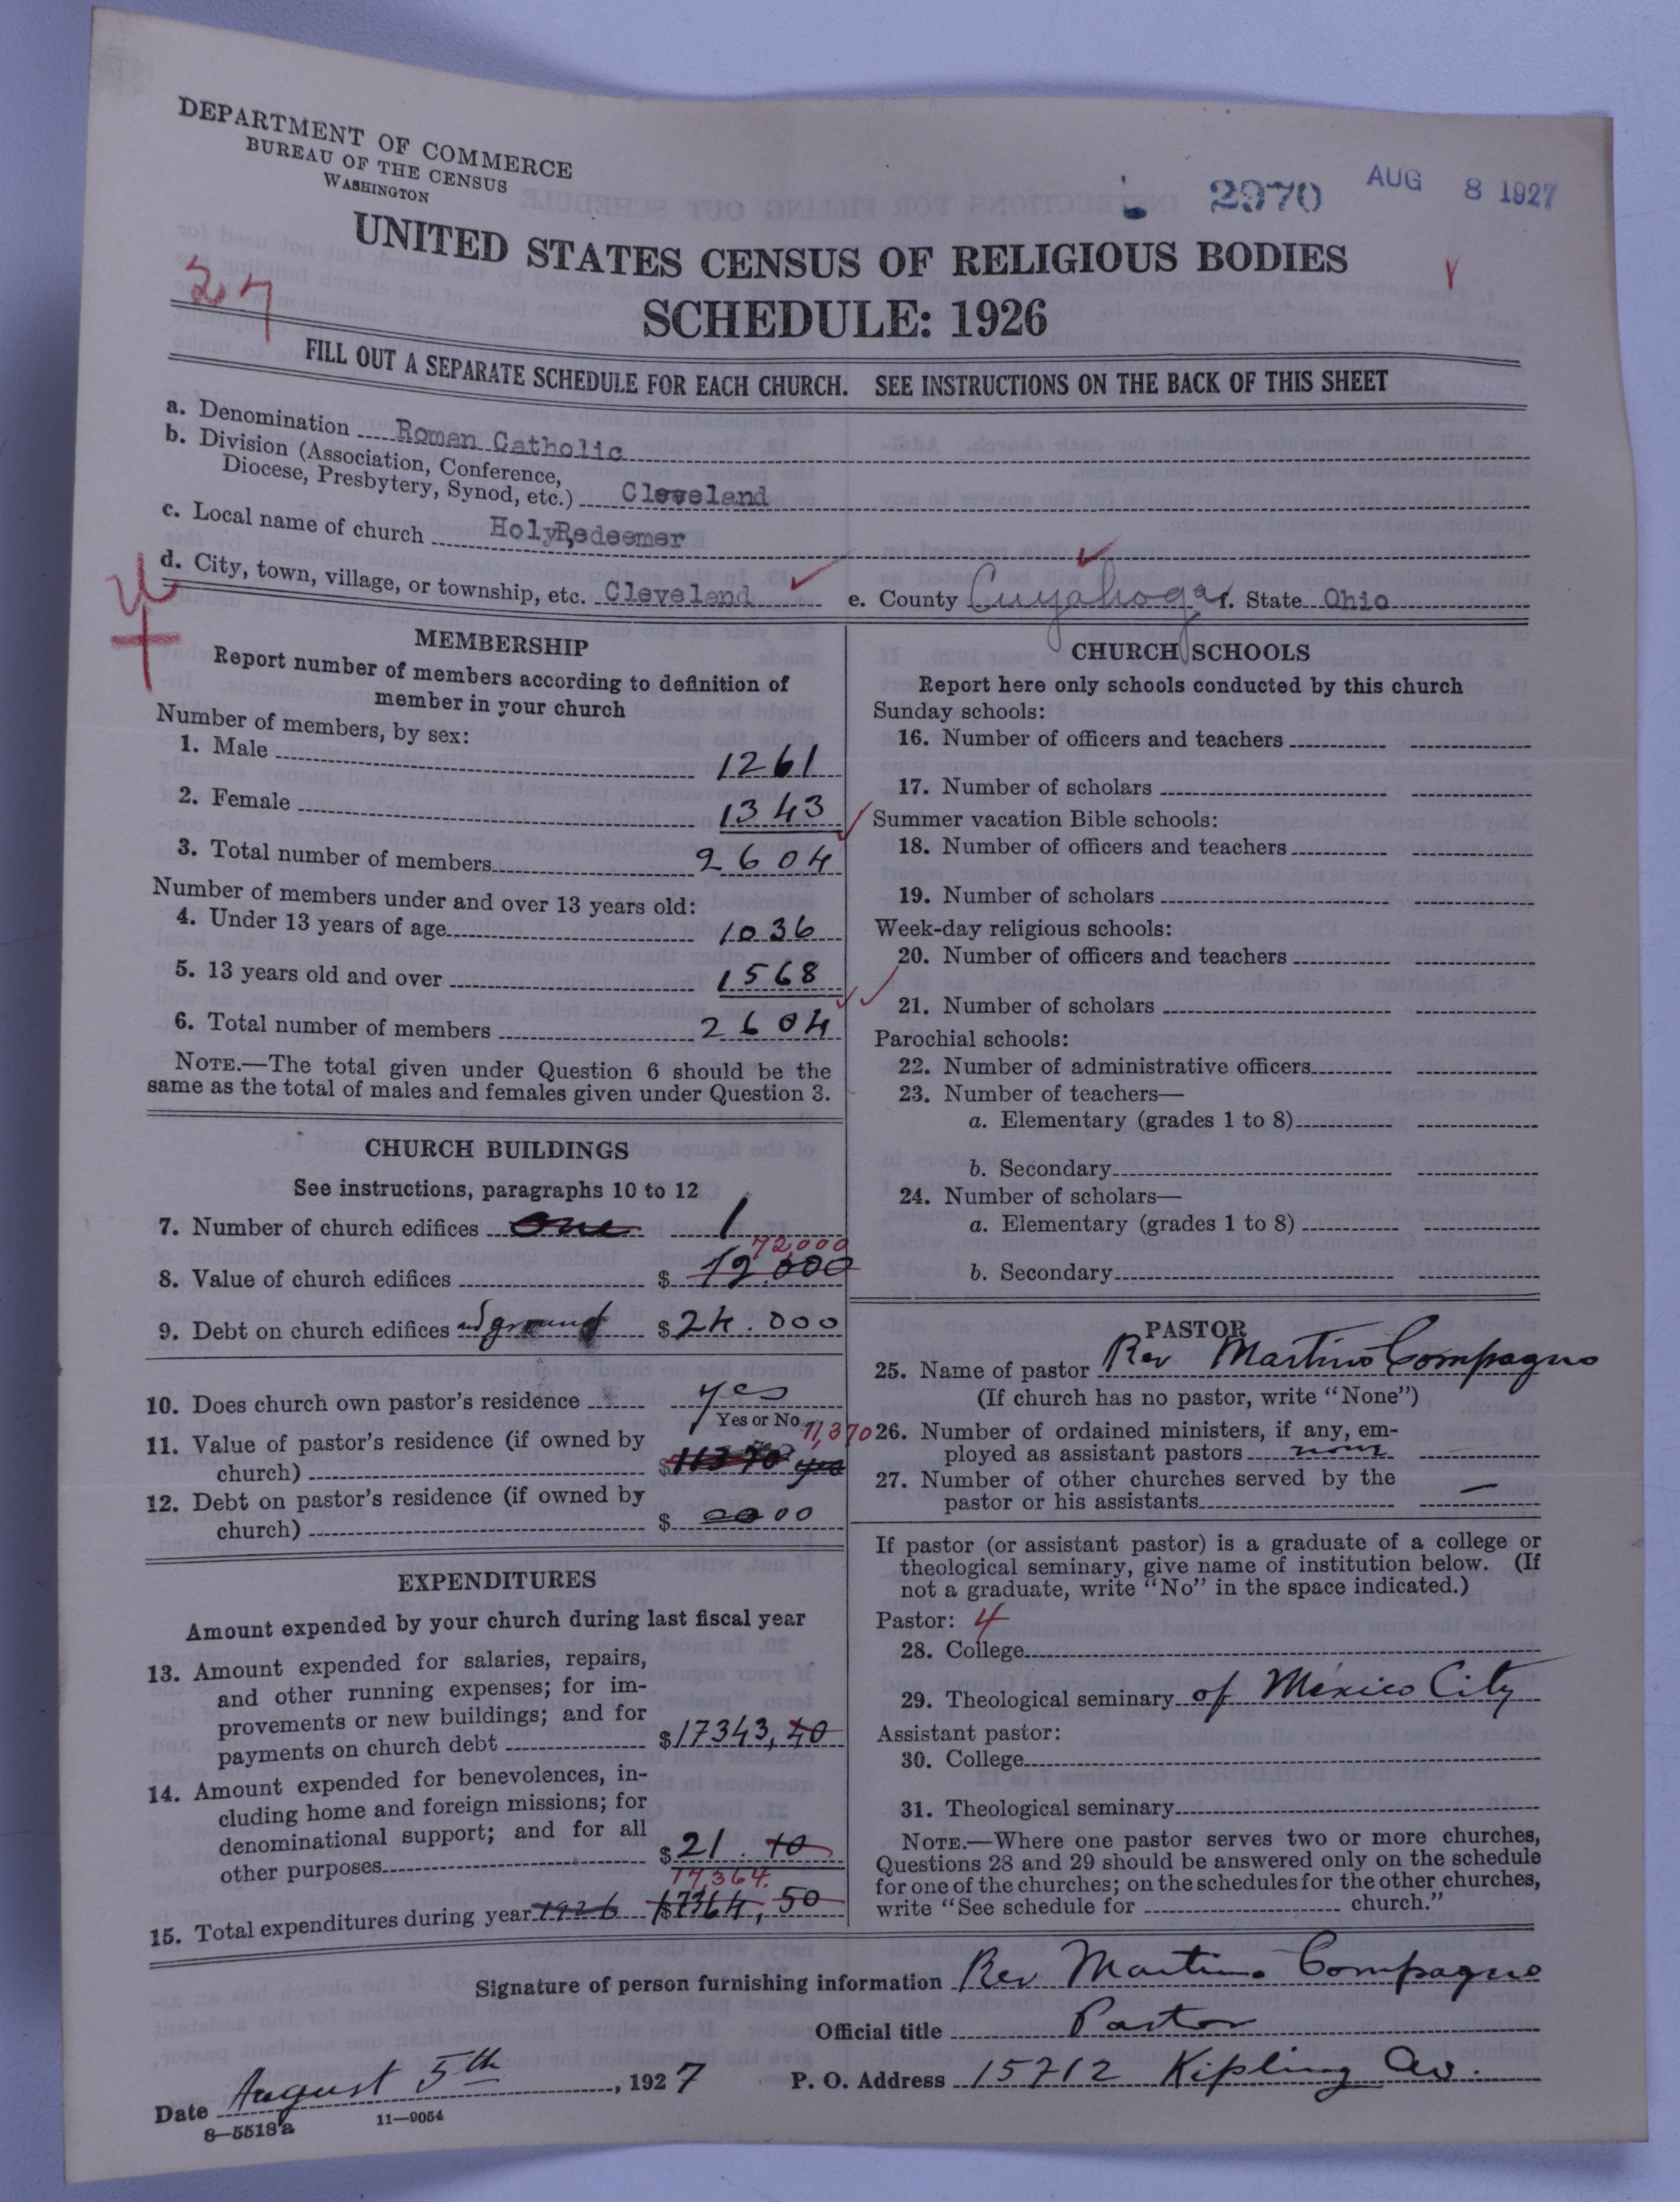 DEPARTMENT OF COMMERCE
BUREAU OF THE CENSUS
WASHINGTON
2970
AUG 8 1927
UNITED STATES CENSUS OF RELIGIOUS BODIES
27
SCHEDULE: 1926
FILL OUT A SEPARATE SCHEDULE FOR EACH CHURCH. SEE INSTRUCTIONS ON THE BACK OF THIS SHEET
a. Denomination Roman Catholic
b. Division (Association, Conference,
Diocese, Presbytery, Synod, etc.) Cleveland
c. Local name of church Holy Redeemer
d. City, town, village, or township, etc. Cleveland e. County Cuyahoga f. State Ohio
MEMBERSHIP
Report number of members according to definition of
member in your church
Number of members, by sex:
1. Male 1261
2. Female 1343
3. Total number of members 2604
Number of members under and over 13 years old:
4. Under 13 years of age 1036
5. 13 years old and over 1568
6. Total number of members 2604
NOTE.—The total given under Question 6 should be the
same as the total of males and females given under Question 3.
CHURCH BUILDINGS
See instructions, paragraphs 10 to 12
7. Number of church edifices one 1
72,000
8. Value of church edifices $ 12.000
9. Debt on church edifices and ground $ 24.000
10. Does church own pastor's residence yes
Yes or No
11,370
11. Value of pastor's residence (if owned by
church) $ 11370 yes
12. Debt on pastor's residence (if owned by
church) $ 0000
EXPENDITURES
Amount expended by your church during last fiscal year
13. Amount expended for salaries, repairs,
and other running expenses; for im-
provements or new buildings; and for
payments on church debt $ 17343,40
14. Amount expended for benevolences, in-
cluding home and foreign missions; for
denominational support; and for all
other purposes $ 21.10
17,364.
15. Total expenditures during year 1926 $ 17364,50
CHURCH SCHOOLS
Report here only schools conducted by this church
Sunday schools:
16. Number of officers and teachers
17. Number of scholars
Summer vacation Bible schools:
18. Number of officers and teachers
19. Number of scholars
Week-day religious schools:
20. Number of officers and teachers
21. Number of scholars
Parochial schools:
22. Number of administrative officers
23. Number of teachers—
a. Elementary (grades 1 to 8)
b. Secondary
24. Number of scholars—
a. Elementary (grades 1 to 8)
b. Secondary
PASTOR
25. Name of pastor Rev Martino Compagno
(If church has no pastor, write "None")
26. Number of ordained ministers, if any, em-
ployed as assistant pastors none
27. Number of other churches served by the
pastor or his assistants —
If pastor (or assistant pastor) is a graduate of a college or
theological seminary, give name of institution below. (If
not a graduate, write "No" in the space indicated.)
Pastor: 4
28. College
29. Theological seminary of Mexico City
Assistant pastor:
30. College
31. Theological seminary
NOTE.—Where one pastor serves two or more churches,
Questions 28 and 29 should be answered only on the schedule
for one of the churches; on the schedules for the other churches,
write "See schedule for church."
Signature of person furnishing information Rev Martino Compagno
Official title Pastor
Date August 5th, 1927 P. O. Address 15712 Kipling Av.
8—5518a 11—9054